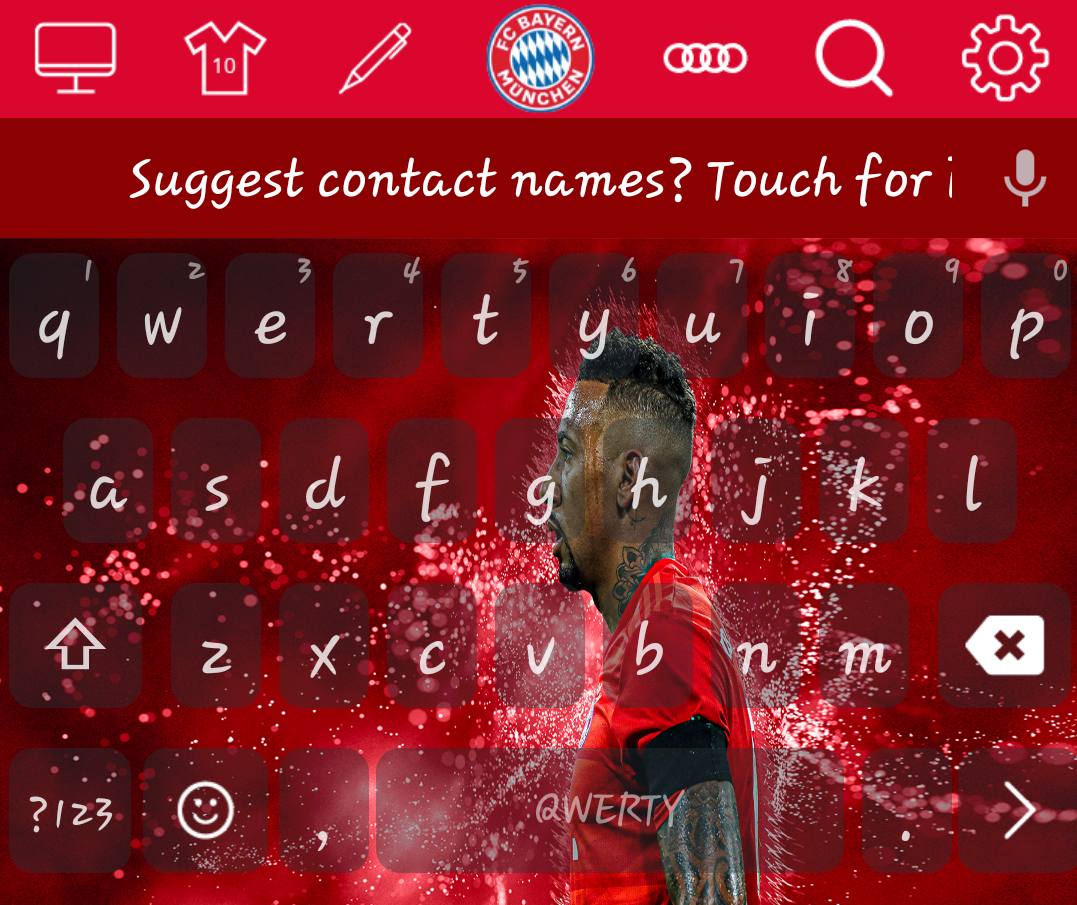 10
FC BAYERN
MÜNCHEN
Suggest contact names? Touch for i
1 2 3 4 5 6 7 8 9 0
q w e r t y u i o p
a s d f g h j k l
z x c v b n m
?123 , @WERTY .